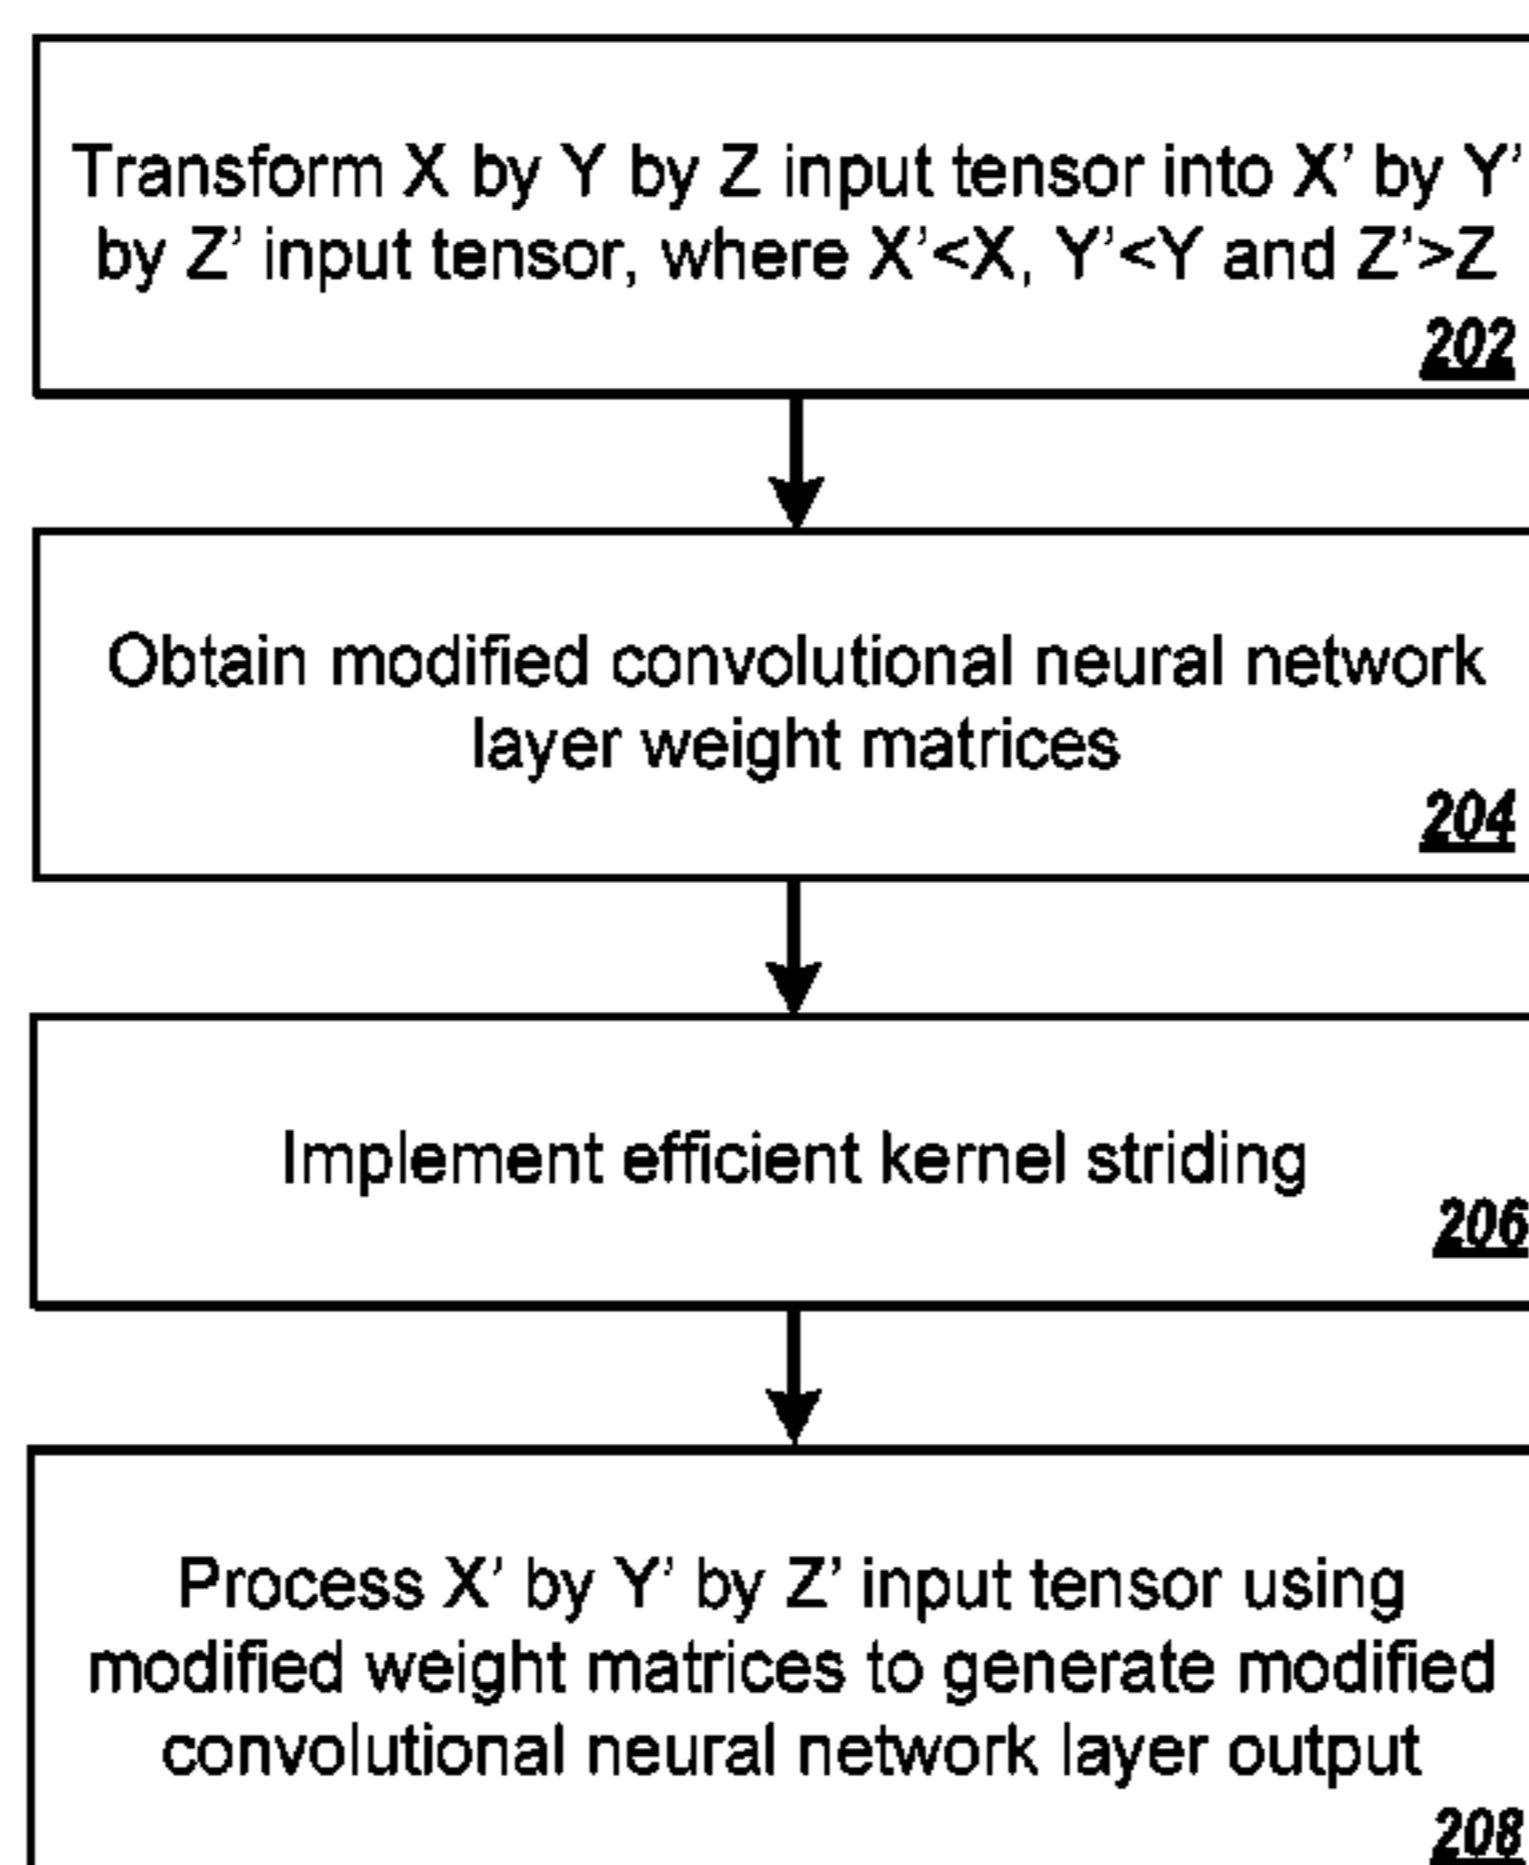 Transform X by Y by Z input tensor into X’ by Y’
by Z’ input tensor, where X’<X, Y’<Y and Z’>Z
202
Obtain modified convolutional neural network
layer weight matrices
204
Implement efficient kernel striding
206
Process X’ by Y’ by Z’ input tensor using
modified weight matrices to generate modified
convolutional neural network layer output
208